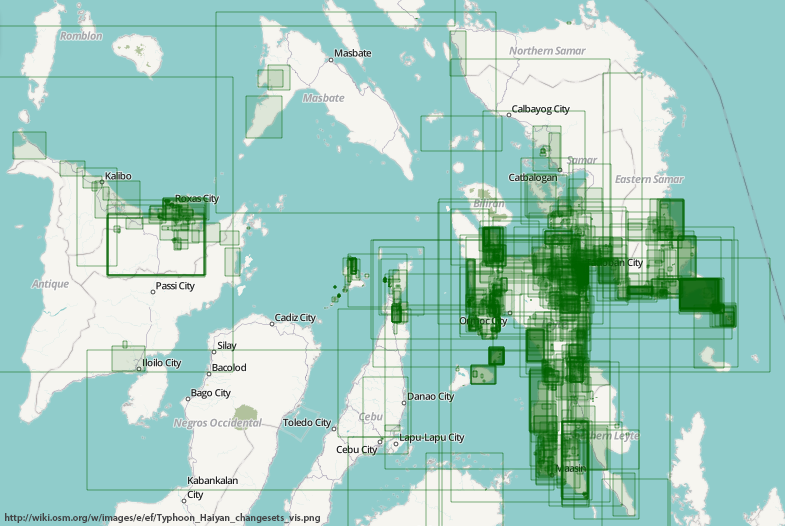 Romblon
Northern Samar
Masbate
Masbate
Calbayog City
Samar
Catbalogan
Eastern Samar
Kalibo
Roxas City
Biliran
Antique
Passi City
Ormoc City
Cadiz City
Silay
Iloilo City
Bacolod
Bago City
Danao City
Negros Occidental
Toledo City
Cebu
Lapu-Lapu City
Cebu City
Southern Leyte
Maasin
Kabankalan
City
http://wiki.osm.org/w/images/e/ef/Typhoon_Haiyan_changesets_vis.png